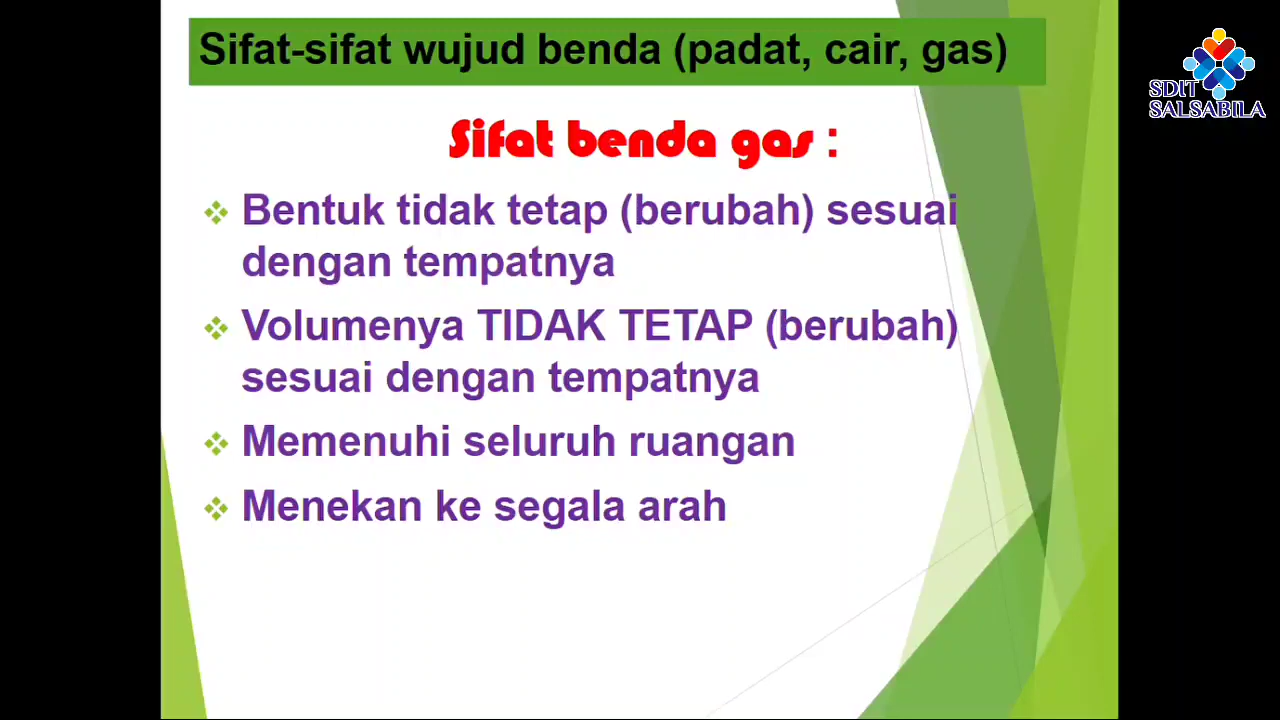 Sifat-sifat wujud benda (padat, cair, gas)
SDIT
SALSABILA
Sifat benda gas :
❖ Bentuk tidak tetap (berubah) sesuai
dengan tempatnya
❖ Volumenya TIDAK TETAP (berubah)
sesuai dengan tempatnya
❖ Memenuhi seluruh ruangan
❖ Menekan ke segala arah